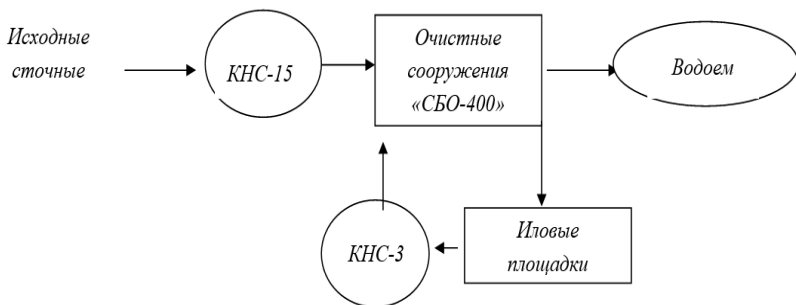 Исходные
сточные
КНС-15
Очистные
сооружения
«СБО-400»
Водоем
КНС-3
Иловые
площадки